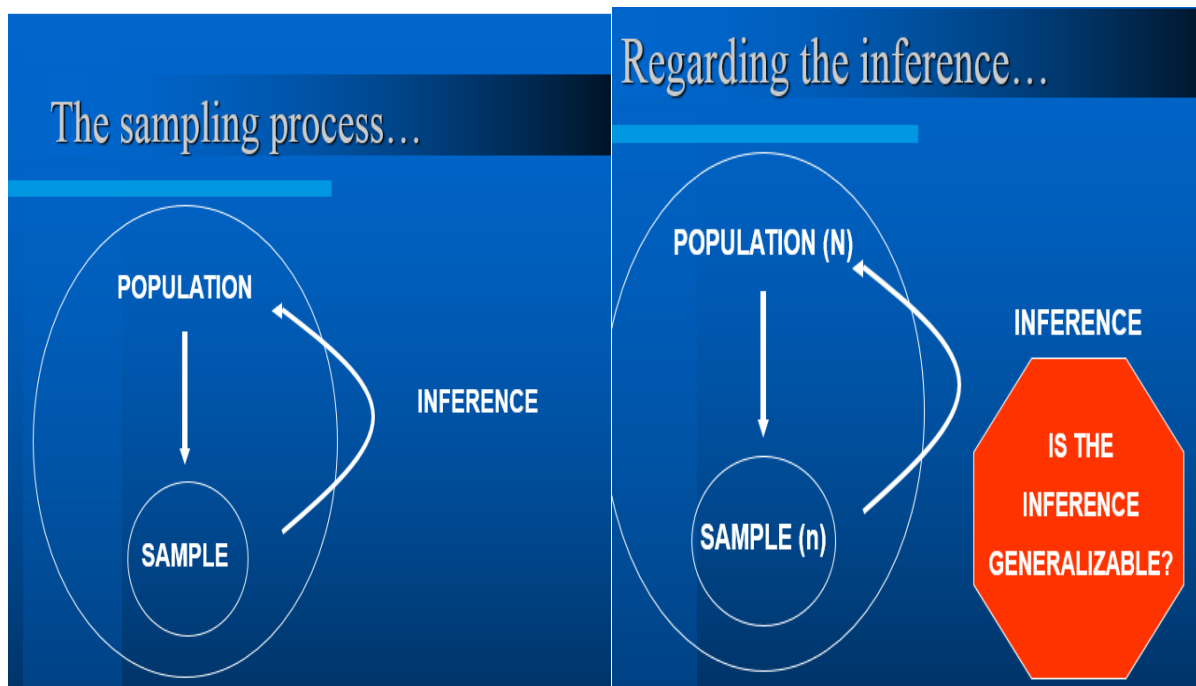 The sampling process...
POPULATION
INFERENCE
SAMPLE
Regarding the inference...
POPULATION (N)
INFERENCE
IS THE
INFERENCE
GENERALIZABLE?
SAMPLE (n)